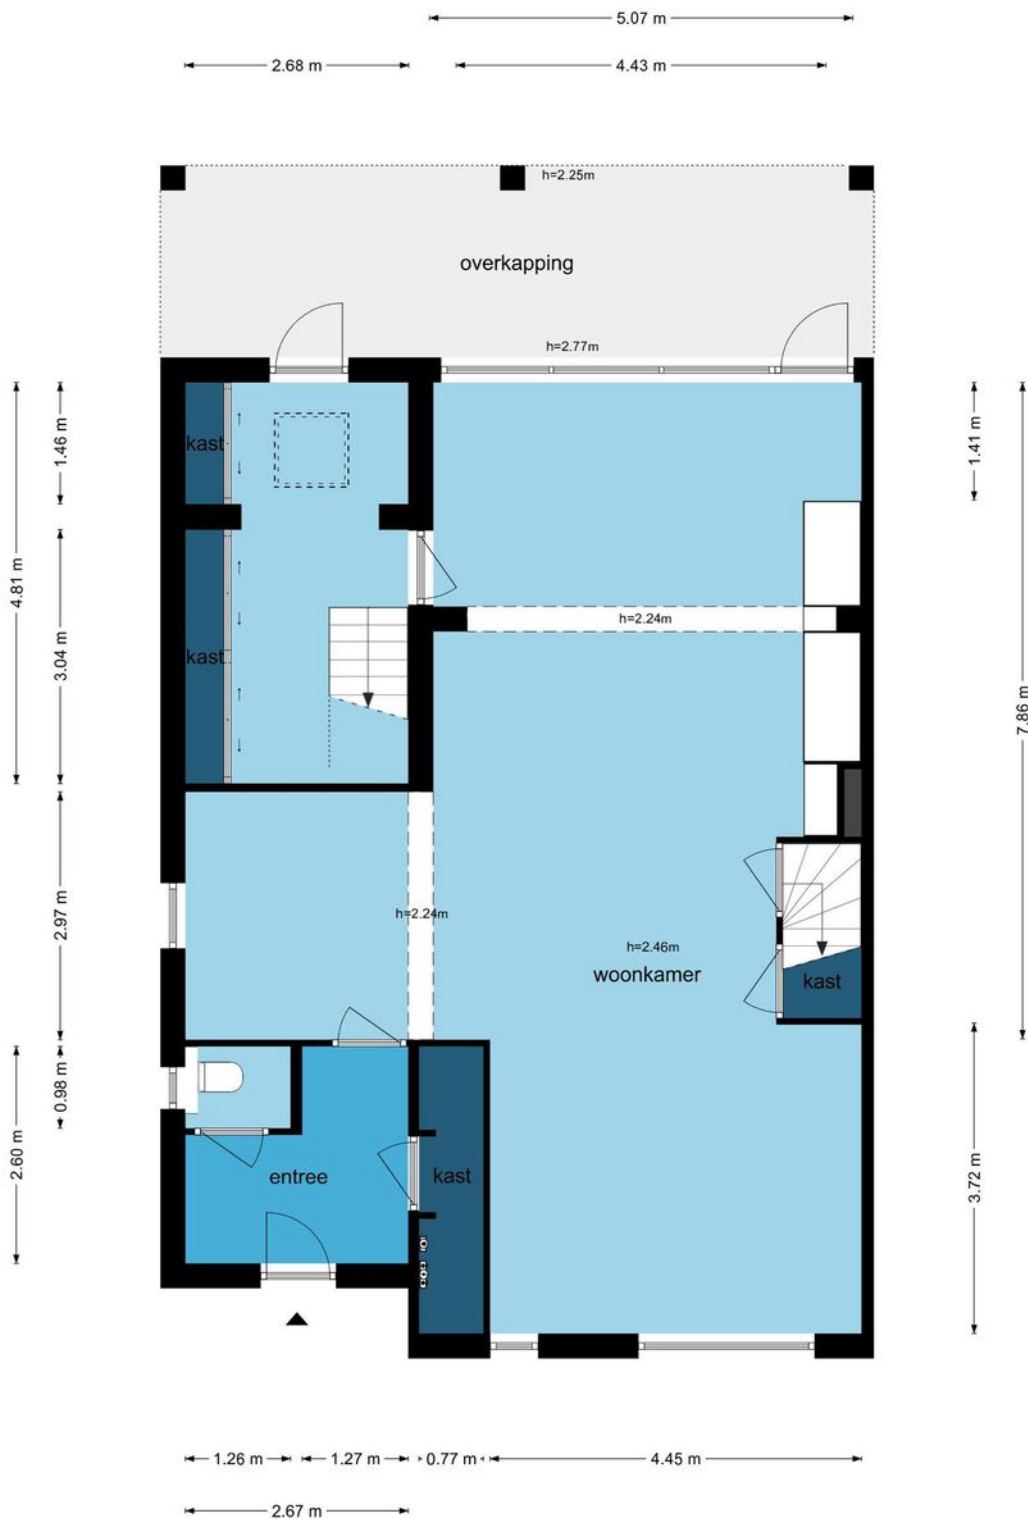 5.07 m
2.68 m
4.43 m
h=2.25m
overkapping
h=2.77m
kast
1.46 m
1.41 m
4.81 m
3.04 m
h=2.24m
kast
7.86 m
2.97 m
h=2.24m
h=2.46m
woonkamer
kast
0.98 m
2.60 m
entree
kast
3.72 m
1.26 m
1.27 m
0.77 m
4.45 m
2.67 m